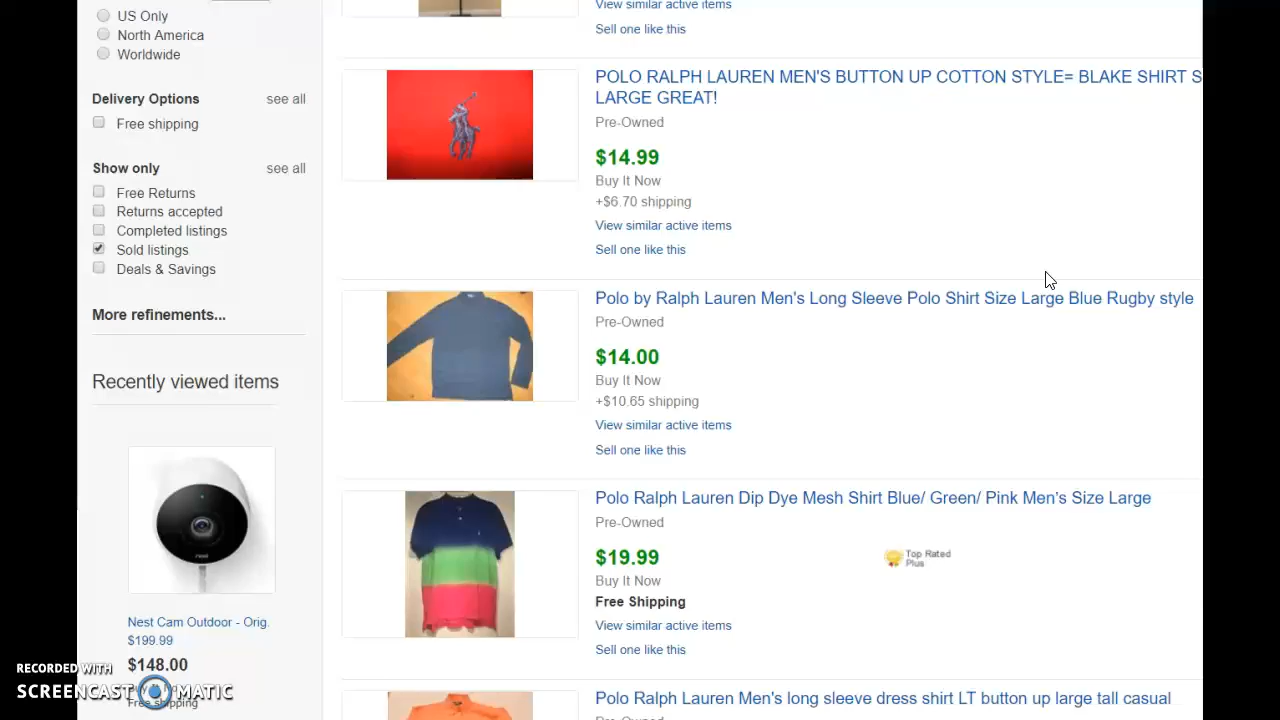 US Only
North America
Worldwide
Delivery Options see all
Free shipping
Show only see all
Free Returns
Returns accepted
Completed listings
Sold listings
Deals & Savings
More refinements...
Recently viewed items
nest
Nest Cam Outdoor - Orig.
$199.99
$148.00
Free shipping
RECORDED WITH
SCREENCAST MATIC
View similar active items
Sell one like this
POLO RALPH LAUREN MEN'S BUTTON UP COTTON STYLE= BLAKE SHIRT S
LARGE GREAT!
Pre-Owned
$14.99
Buy It Now
+$6.70 shipping
View similar active items
Sell one like this
Polo by Ralph Lauren Men's Long Sleeve Polo Shirt Size Large Blue Rugby style
Pre-Owned
$14.00
Buy It Now
+$10.65 shipping
View similar active items
Sell one like this
Polo Ralph Lauren Dip Dye Mesh Shirt Blue/ Green/ Pink Men's Size Large
Pre-Owned
$19.99
Top Rated
Plus
Buy It Now
Free Shipping
View similar active items
Sell one like this
Polo Ralph Lauren Men's long sleeve dress shirt LT button up large tall casual
Pre-Owned